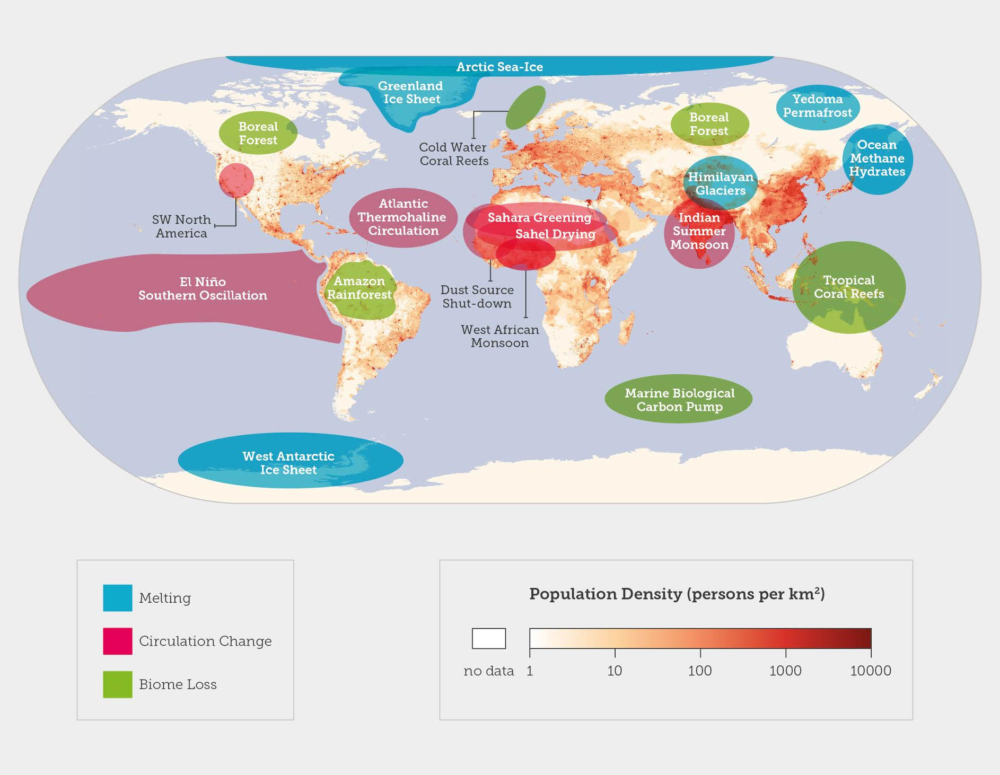 Arctic Sea-Ice
Greenland
Ice Sheet
Yedoma
Permafrost
Boreal
Forest
Boreal
Forest
Cold Water
Coral Reefs
Ocean
Methane
Hydrates
Himilayan
Glaciers
SW North
America
Atlantic
Thermohaline
Circulation
Sahara Greening
Sahel Drying
Indian
Summer
Monsoon
El Niño
Southern Oscillation
Amazon
Rainforest
Dust Source
Shut-down
West African
Monsoon
Tropical
Coral Reefs
Marine Biological
Carbon Pump
West Antarctic
Ice Sheet
Melting
Circulation Change
Biome Loss
Population Density (persons per km²)
no data 1 10 100 1000 10000